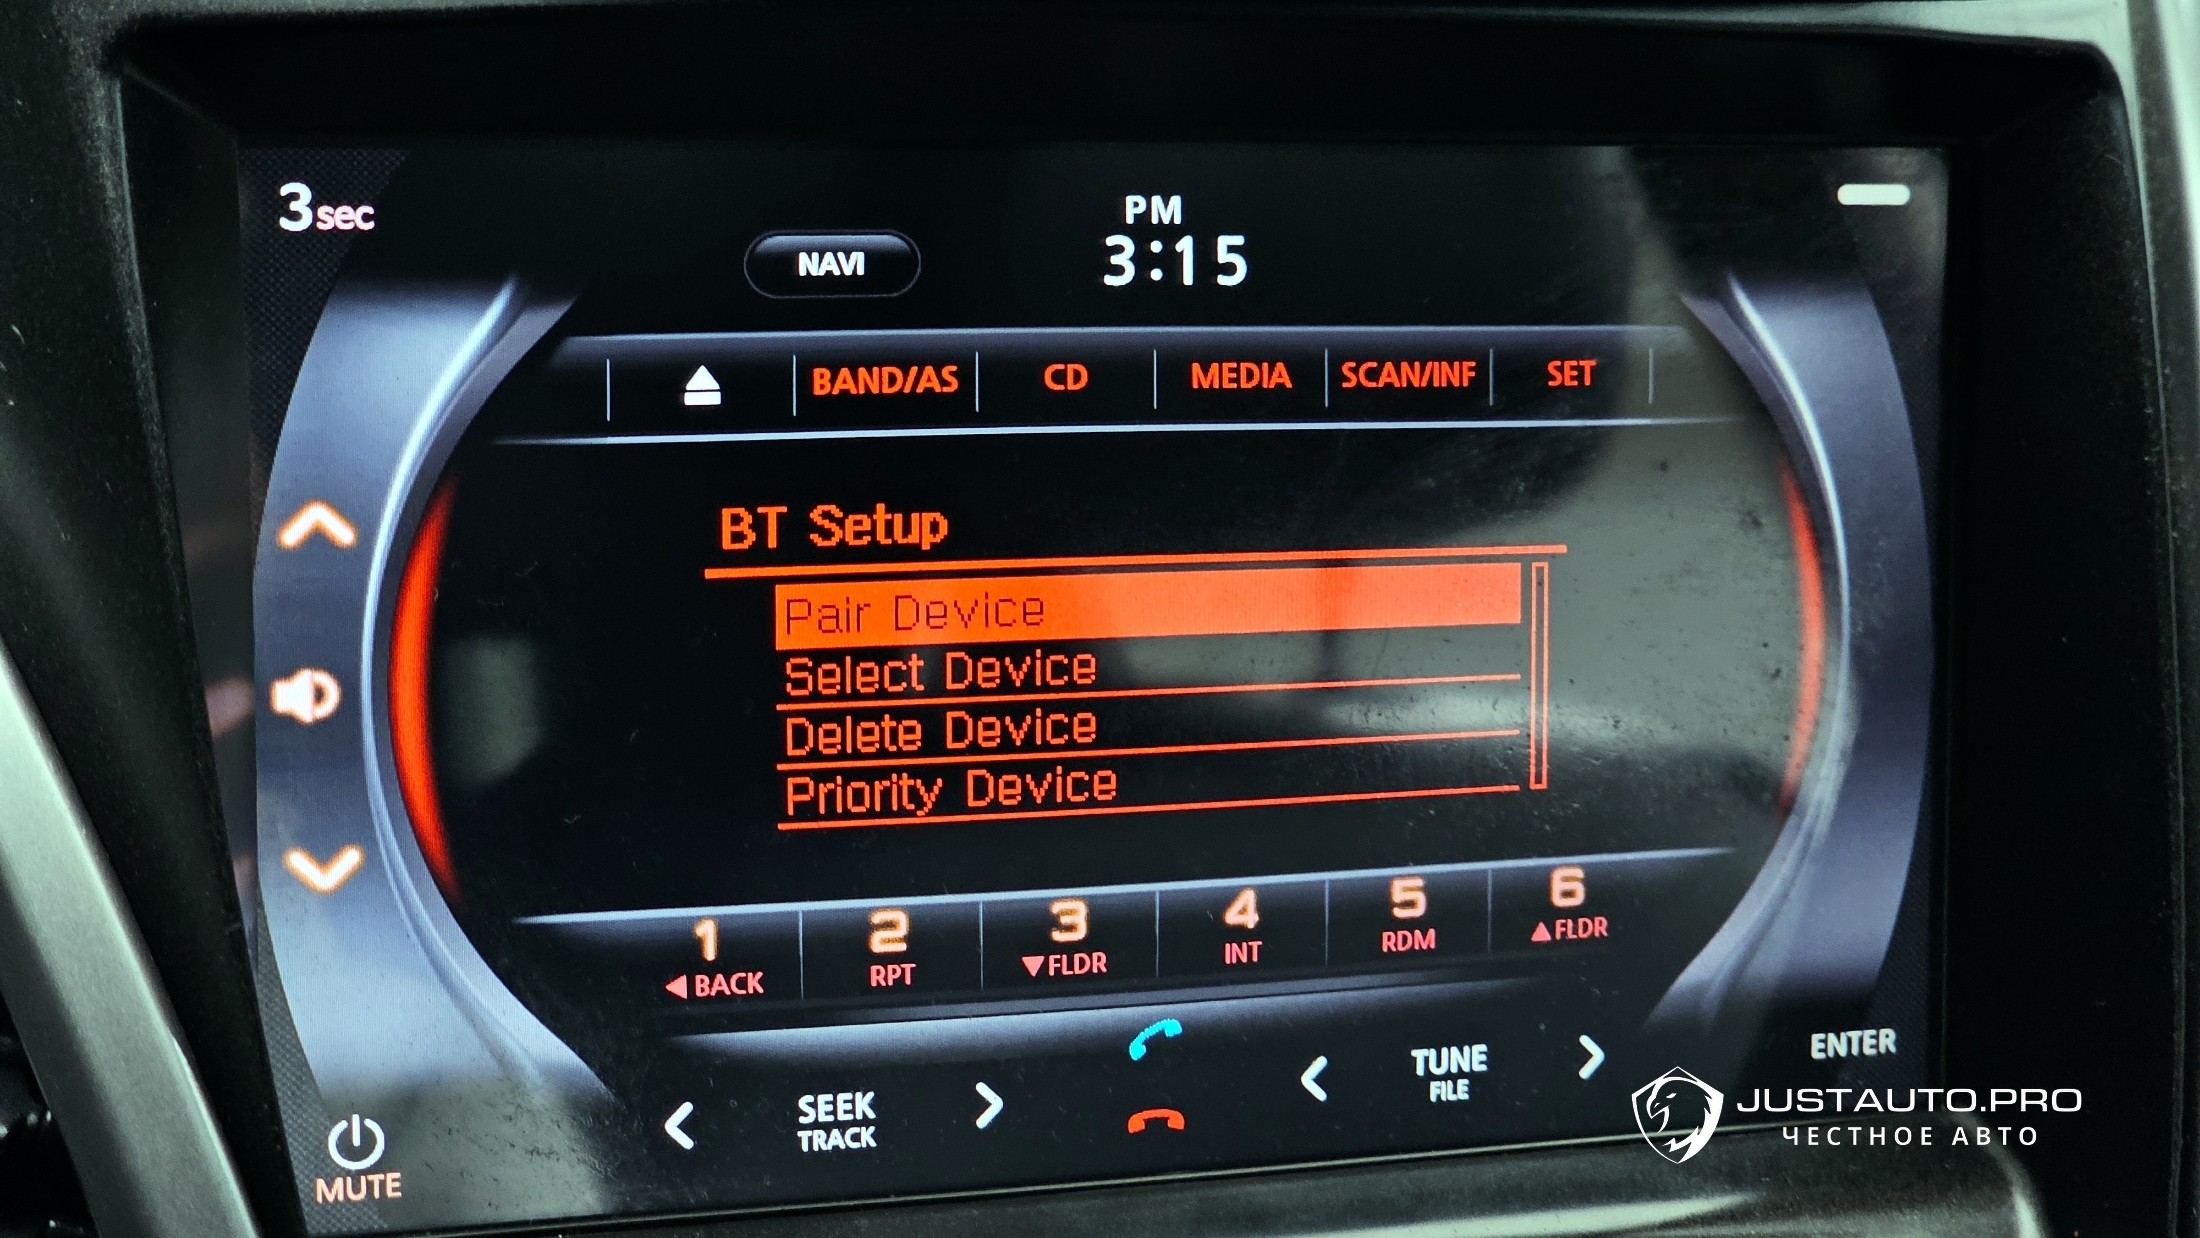 3sec
PM
NAVI
3:15
BAND/AS
CD
MEDIA
SCAN/INF
SET
BT Setup
Pair Device
Select Device
Delete Device
Priority Device
1
◀BACK
2
RPT
3
▼FLDR
4
INT
5
RDM
6
▲FLDR
SEEK
TRACK
TUNE
FILE
ENTER
MUTE
JUSTAUTO.PRO
ЧЕСТНОЕ АВТО